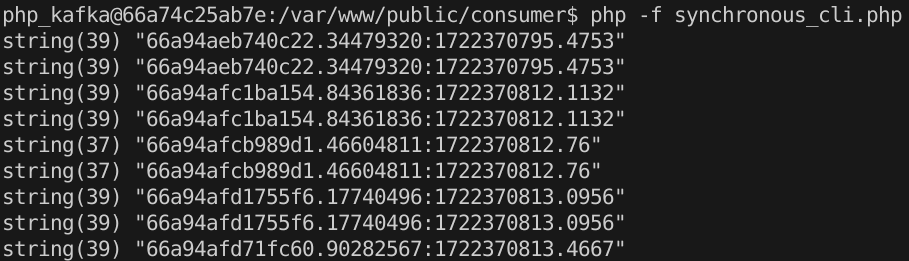 php_kafka@66a74c25ab7e:/var/www/public/consumer$ php -f synchronous_cli.php
string(39) "66a94aeb740c22.34479320:1722370795.4753"
string(39) "66a94aeb740c22.34479320:1722370795.4753"
string(39) "66a94afc1ba154.84361836:1722370812.1132"
string(39) "66a94afc1ba154.84361836:1722370812.1132"
string(37) "66a94afcb989d1.46604811:1722370812.76"
string(37) "66a94afcb989d1.46604811:1722370812.76"
string(39) "66a94afd1755f6.17740496:1722370813.0956"
string(39) "66a94afd1755f6.17740496:1722370813.0956"
string(39) "66a94afd71fc60.90282567:1722370813.4667"